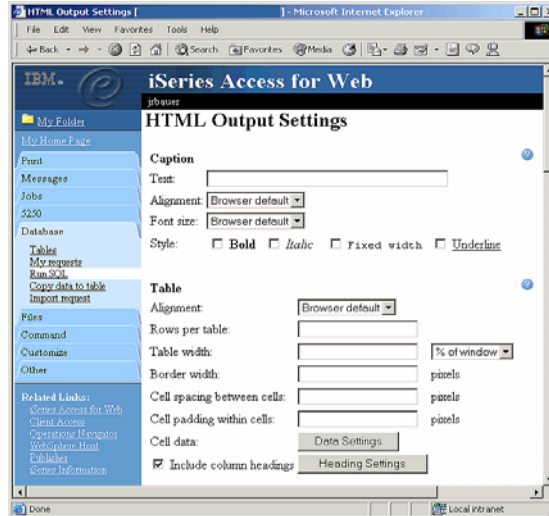 HTML Output Settings [ ] - Microsoft Internet Explorer
File Edit View Favorites Tools Help
Back Search Favorites Media
IBM.
iSeries Access for Web
jrbauer
My Folder
My Home Page
Print
Messages
Jobs
5250
Database
Tables
My requests
Run SQL
Copy data to table
Import request
Files
Command
Customize
Other
Related Links:
iSeries Access for Web
Client Access
Operations Navigator
WebSphere Host
Publisher
iSeries Information
HTML Output Settings
Caption
Text:
Alignment: Browser default
Font size: Browser default
Style: Bold Italic Fixed width Underline
Table
Alignment: Browser default
Rows per table:
Table width: % of window
Border width: pixels
Cell spacing between cells: pixels
Cell padding within cells: pixels
Cell data: Data Settings
Include column headings Heading Settings
Done Local intranet